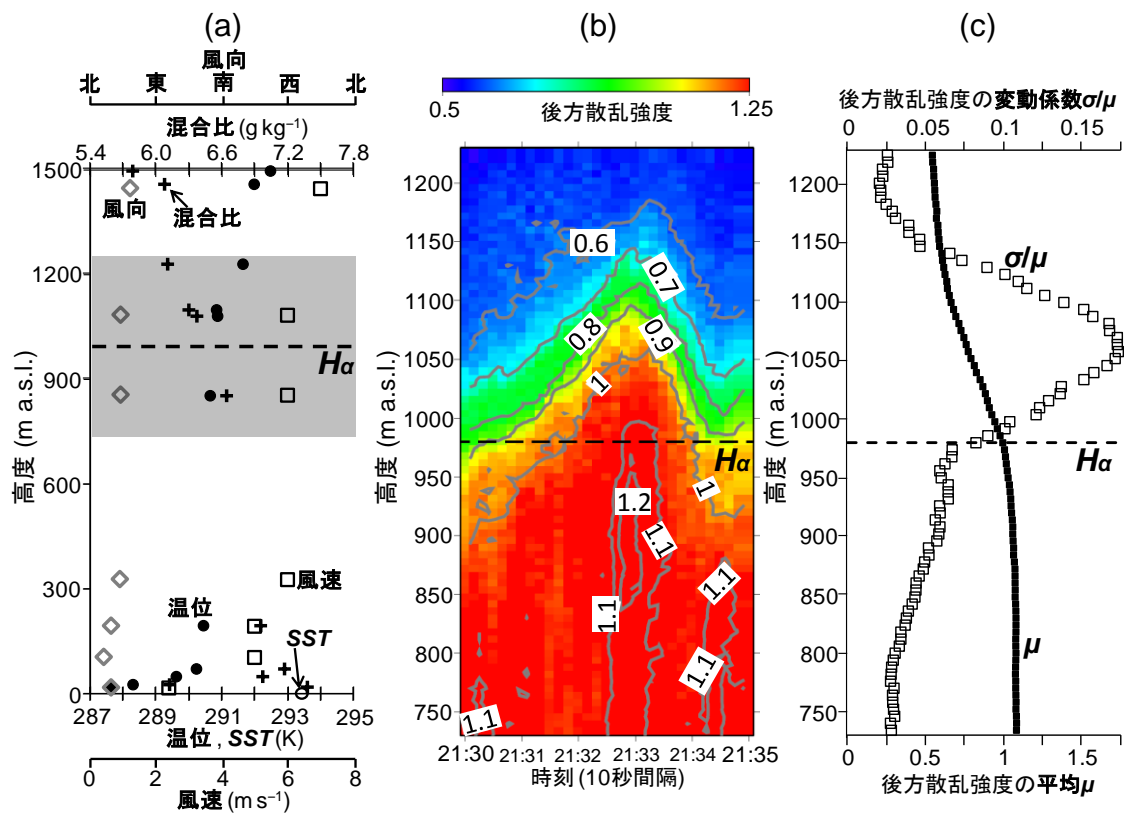 (a)
風向
北 東 南 西 北
混合比 (g kg⁻¹)
5.4 6.0 6.6 7.2 7.8
1500
1200
900
600
300
0
高度 (m a.s.l.)
風向
混合比
Hα
風速
温位
SST
287 289 291 293 295
温位 , SST (K)
0 2 4 6 8
風速 (m s⁻¹)
(b)
0.5 1.25
後方散乱強度
1200
1150
1100
1050
1000
950
900
850
800
750
高度 (m a.s.l.)
0.6
0.7
0.8
0.9
1
Hα
1
1.2
1.1
1.1
1.1
1.1
1.1
21:30 21:31 21:32 21:33 21:34 21:35
時刻 (10秒間隔)
(c)
後方散乱強度の変動係数σ/μ
0 0.05 0.1 0.15
1200
1150
1100
1050
1000
950
900
850
800
750
高度 (m a.s.l.)
σ/μ
Hα
μ
0 0.5 1 1.5
後方散乱強度の平均μ